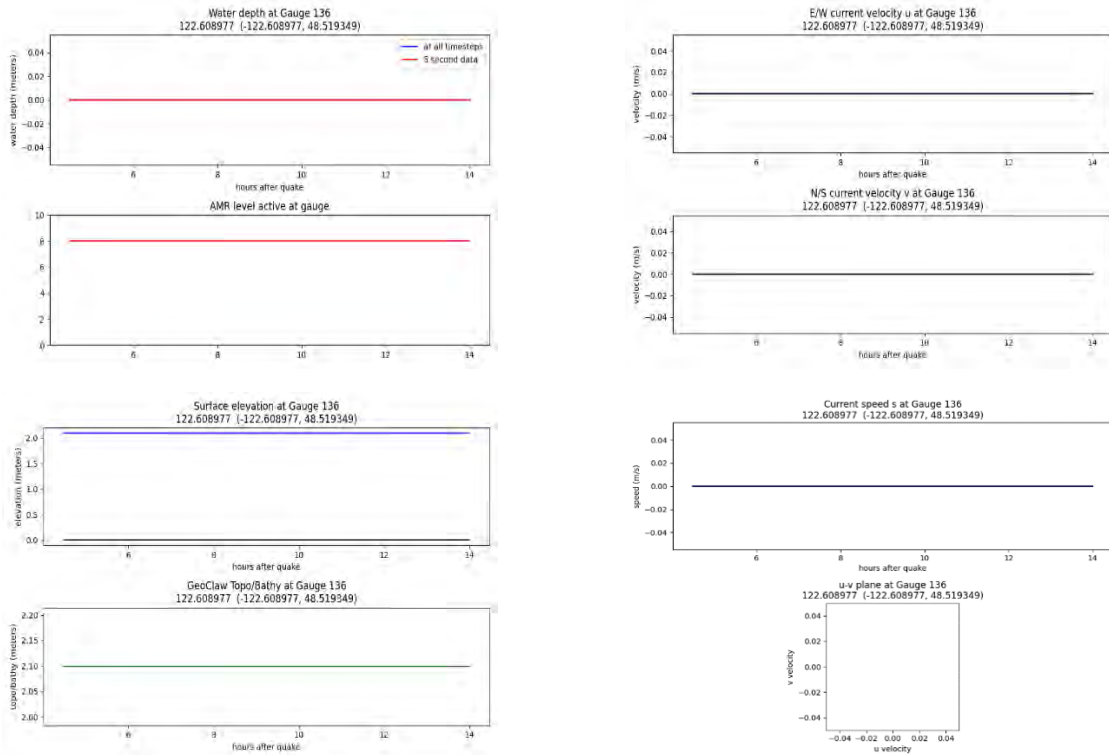 Water depth at Gauge 136
122.608977 (-122.608977, 48.519349)
0.04
0.02
0.00
−0.02
−0.04
water depth (meters)
at all timesteps
5 second data
6
8
10
12
14
hours after quake
AMR level active at gauge
10
8
6
4
2
0
6
8
10
12
14
Surface elevation at Gauge 136
122.608977 (-122.608977, 48.519349)
2.0
1.5
1.0
0.5
0.0
elevation (meters)
6
8
10
12
14
hours after quake
GeoClaw Topo/Bathy at Gauge 136
122.608977 (-122.608977, 48.519349)
2.20
2.15
2.10
2.05
2.00
topo/bathy (meters)
6
8
10
12
14
hours after quake
E/W current velocity u at Gauge 136
122.608977 (-122.608977, 48.519349)
0.04
0.02
0.00
−0.02
−0.04
velocity (m/s)
6
8
10
12
14
hours after quake
N/S current velocity v at Gauge 136
122.608977 (-122.608977, 48.519349)
0.04
0.02
0.00
−0.02
−0.04
velocity (m/s)
6
8
10
12
14
hours after quake
Current speed s at Gauge 136
122.608977 (-122.608977, 48.519349)
0.04
0.02
0.00
−0.02
−0.04
speed (m/s)
6
8
10
12
14
hours after quake
u-v plane at Gauge 136
122.608977 (-122.608977, 48.519349)
0.04
0.02
0.00
−0.02
−0.04
v velocity
−0.04
−0.02
0.00
0.02
0.04
u velocity